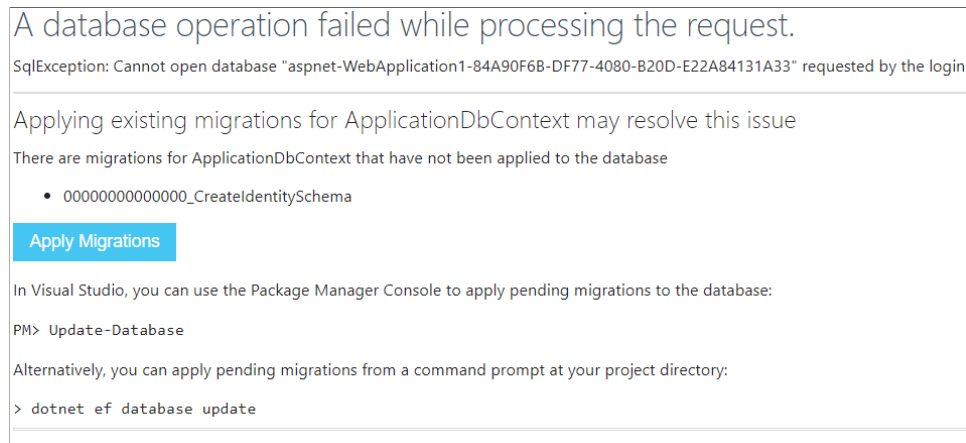 A database operation failed while processing the request.
SqlException: Cannot open database "aspnet-WebApplication1-84A90F6B-DF77-4080-B20D-E22A84131A33" requested by the login
Applying existing migrations for ApplicationDbContext may resolve this issue
There are migrations for ApplicationDbContext that have not been applied to the database
• 00000000000000_CreateIdentitySchema
Apply Migrations
In Visual Studio, you can use the Package Manager Console to apply pending migrations to the database:
PM> Update-Database
Alternatively, you can apply pending migrations from a command prompt at your project directory:
> dotnet ef database update